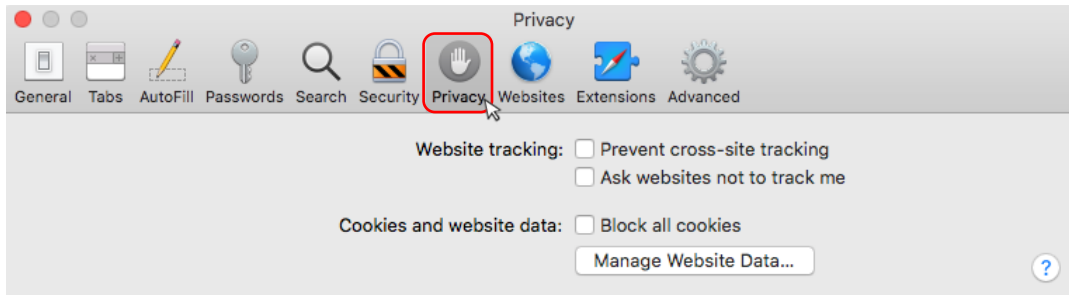 Privacy
General Tabs AutoFill Passwords Search Security Privacy Websites Extensions Advanced
Website tracking: Prevent cross-site tracking
Ask websites not to track me
Cookies and website data: Block all cookies
Manage Website Data...
?